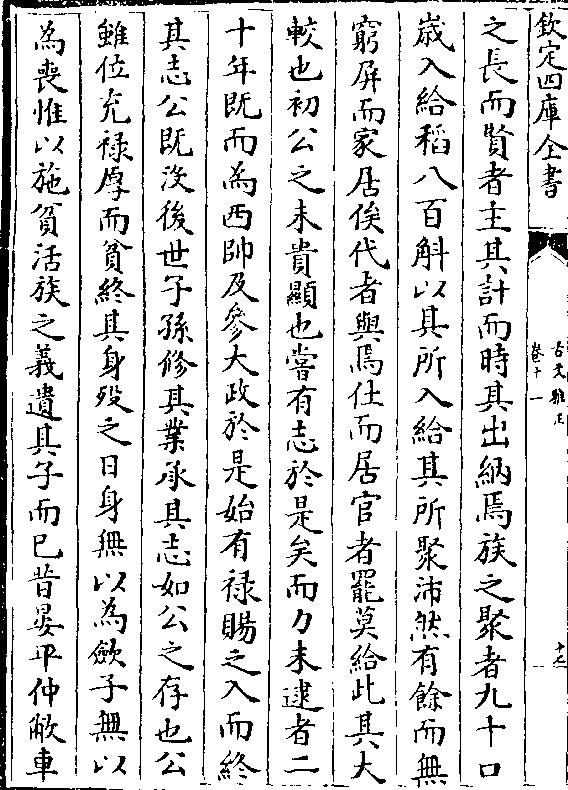 欽定四庫全書
古文雅正
卷十一
十七
之長而賢者主其計而時其出納焉族之聚者九十口
歳入給稻八百斛以其所入給其所聚沛然有餘而無
窮屏而家居俟代者與焉仕而居官者罷莫給此其大
較也初公之未貴顯也嘗有志於是矣而力未逮者二
十年既而為西帥及參大政於是始有禄賜之入而終
其志公既沒後世子孫修其業承其志如公之存也公
雖位充禄厚而貧終其身歿之日身無以為斂子無以
為喪惟以施貧活族之義遺其子而已昔晏平仲敝車